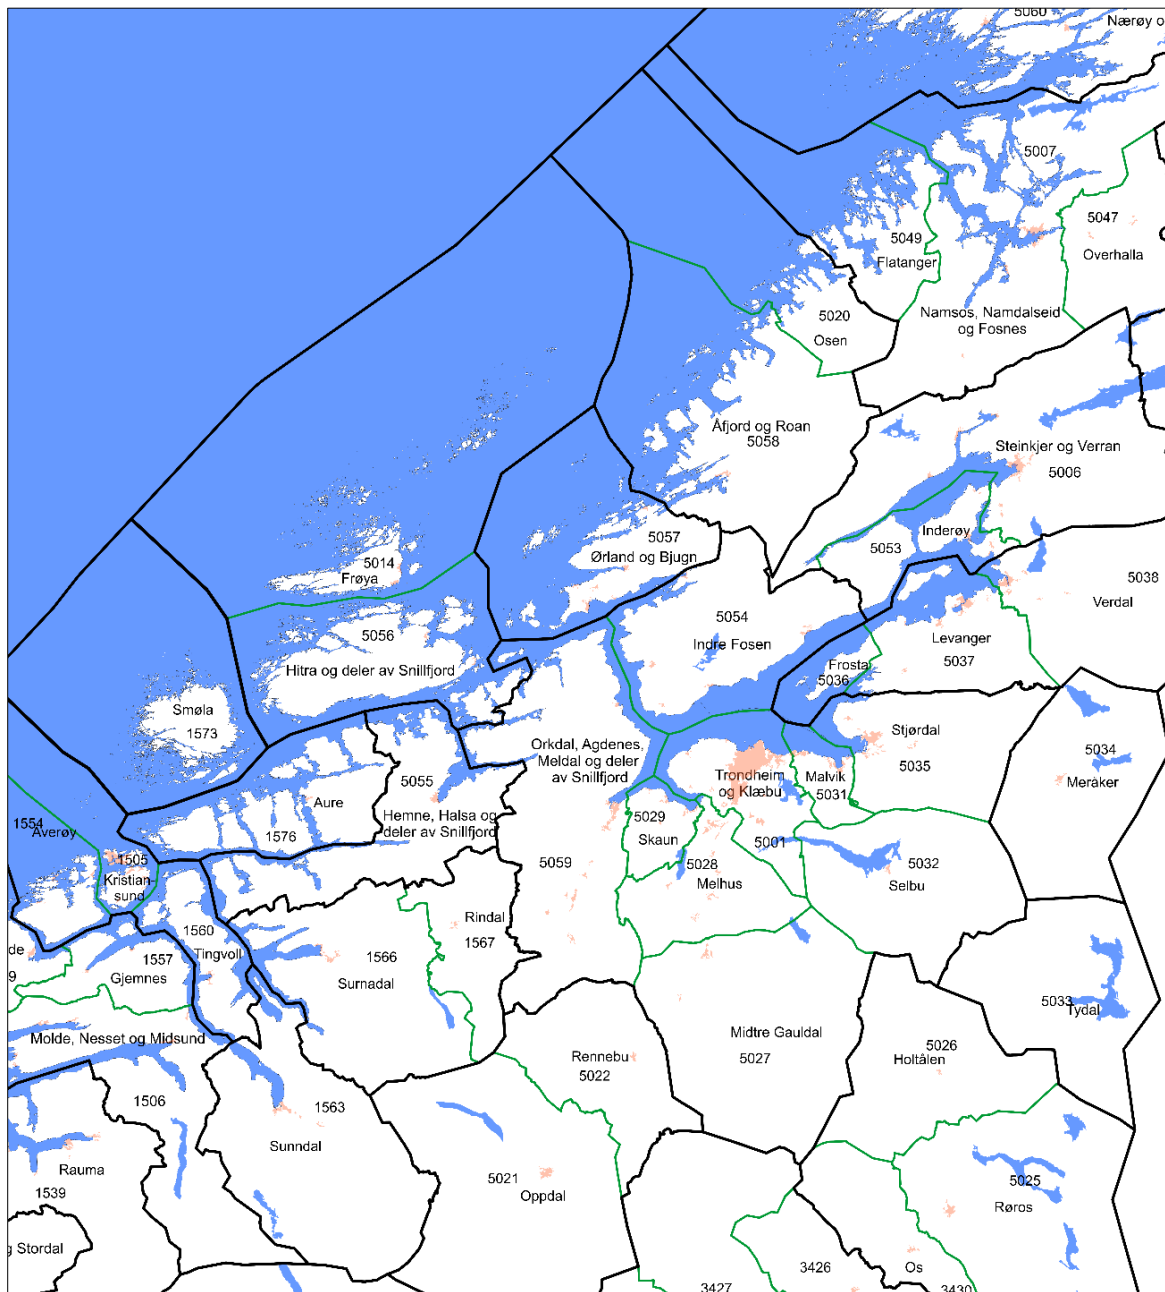 5060
Nærøy o
5007
5047
Overhalla
5049
Flatanger
Namsos, Namdalseid
og Fosnes
5020
Osen
Åfjord og Roan
5058
Steinkjer og Verran
5006
Inderøy
5053
5057
Ørland og Bjugn
5014
Frøya
5038
Verdal
5054
Indre Fosen
Levanger
5037
Frosta
5036
5056
Hitra og deler av Snillfjord
Smøla
1573
Orkdal, Agdenes,
Meldal og deler
av Snillfjord
Stjørdal
5035
5034
Meråker
Trondheim
og Klæbu
Malvik
5031
5055
Hemne, Halsa og
deler av Snillfjord
Aure
1576
5029
Skaun
5001
1554
Averøy
1505
Kristian-
sund
5059
5028
Melhus
5032
Selbu
Rindal
1567
1560
Tingvoll
1557
Gjemnes
de
9
1566
Surnadal
5033
Tydal
Molde, Nesset og Midsund
Midtre Gauldal
5027
5026
Holtålen
Rennebu
5022
1506
1563
Sunndal
Rauma
1539
5021
Oppdal
5025
Røros
g Stordal
Os
3426
3427
3430